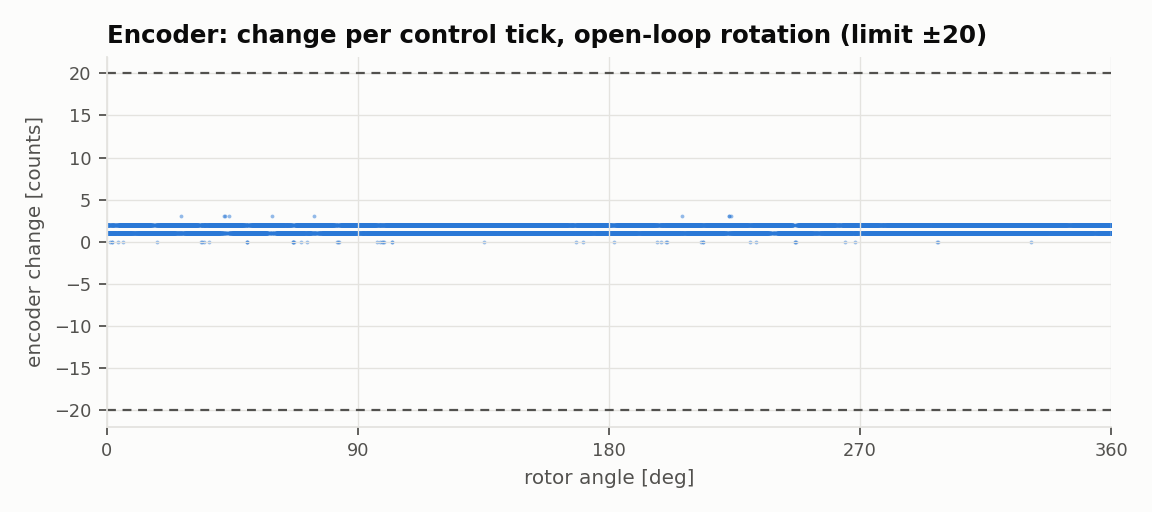 Encoder: change per control tick, open-loop rotation (limit ±20)
encoder change [counts]
20
15
10
5
0
−5
−10
−15
−20
0 90 180 270 360
rotor angle [deg]